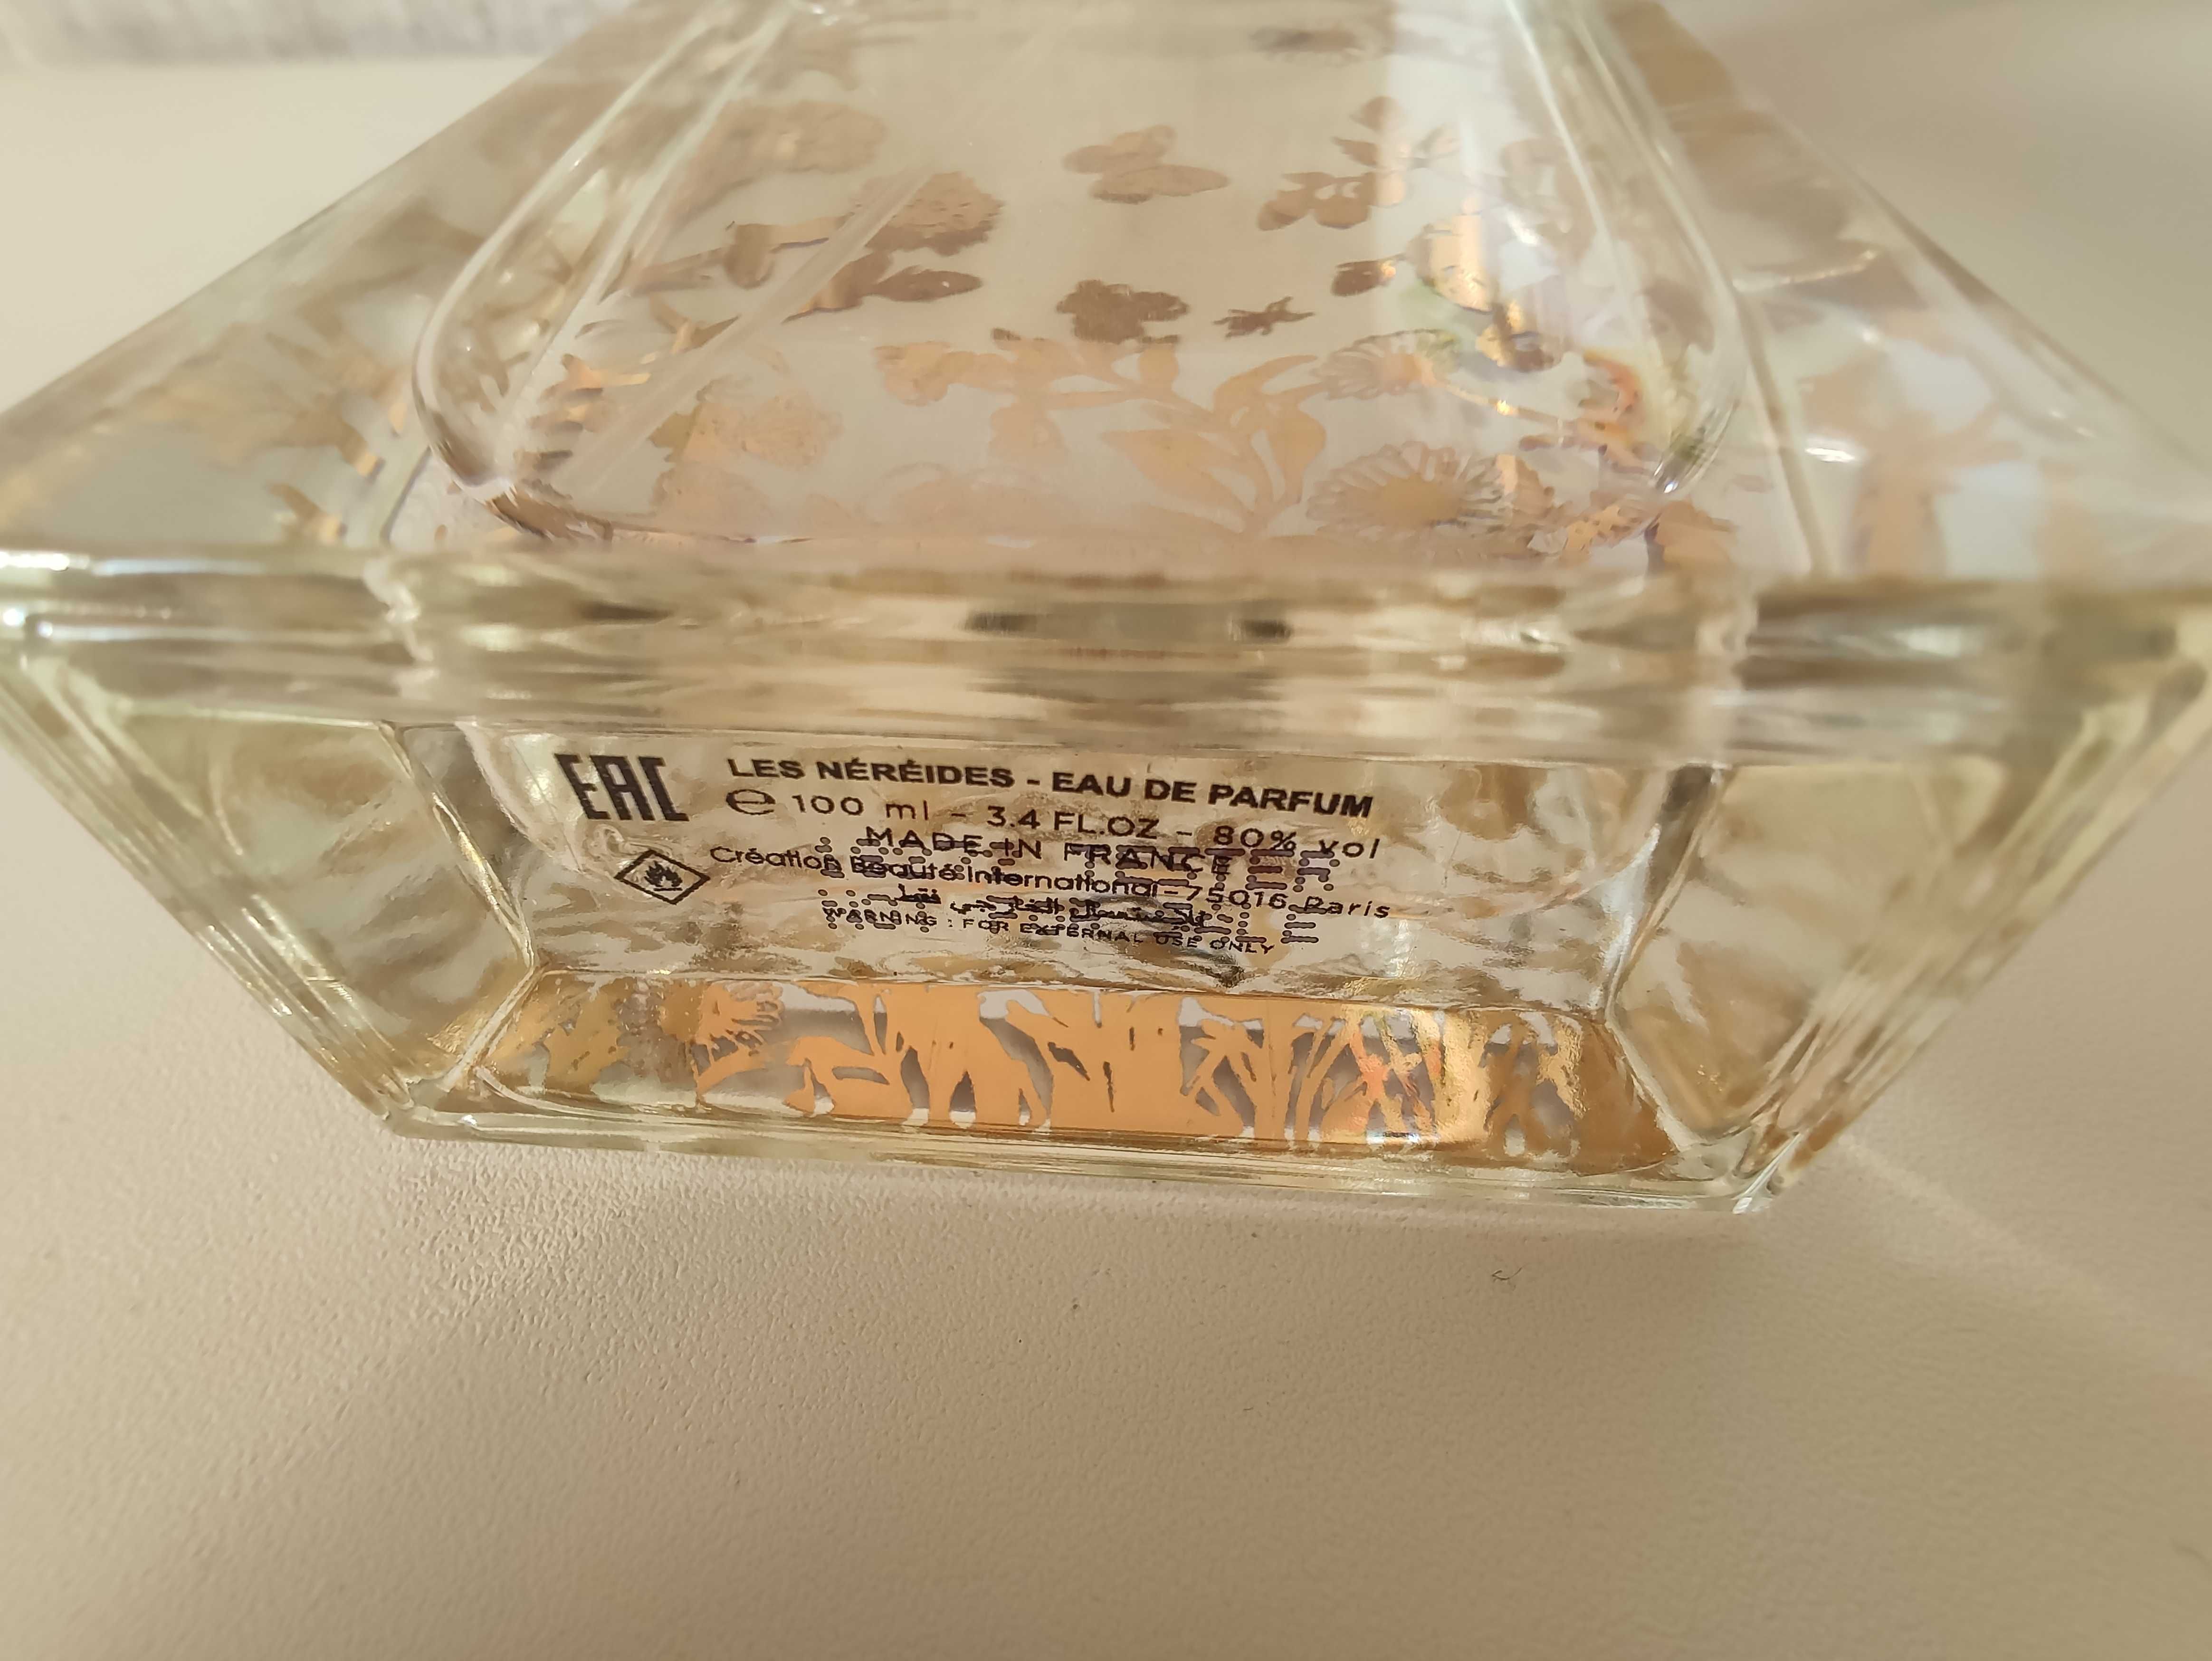 EAC
LES NÉRÉIDES - EAU DE PARFUM
℮ 100 ml - 3.4 FL.OZ - 80% vol
MADE IN FRANCE
Création Beauté International - 75016 Paris
WARNING : FOR EXTERNAL USE ONLY